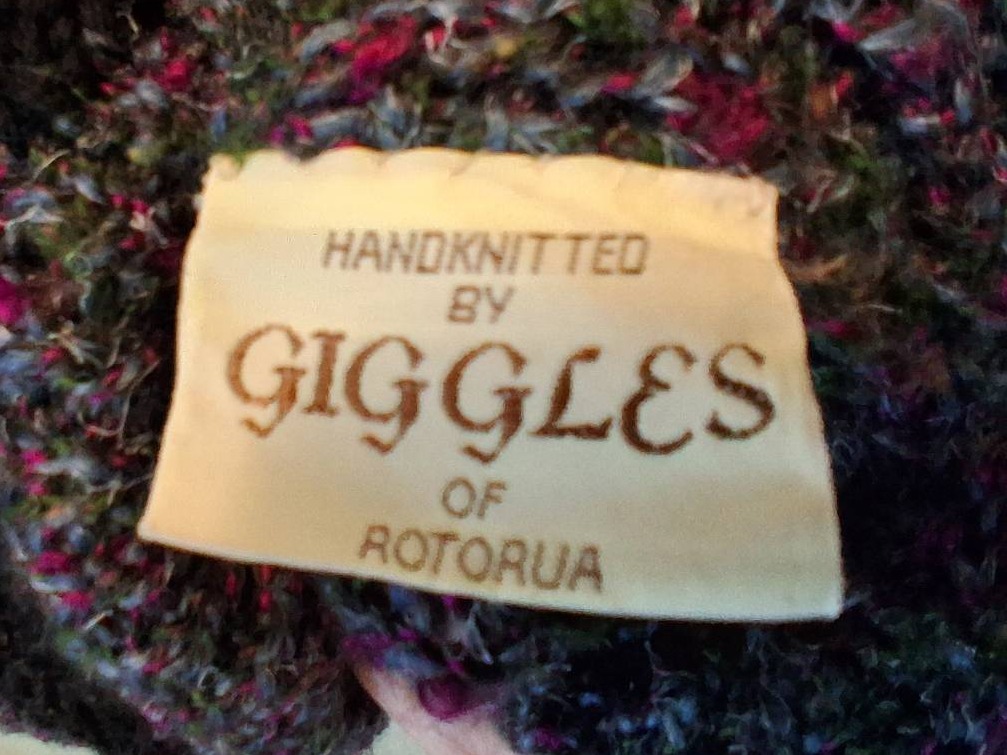 HANDKNITTED
BY
GIGGLES
OF
ROTORUA